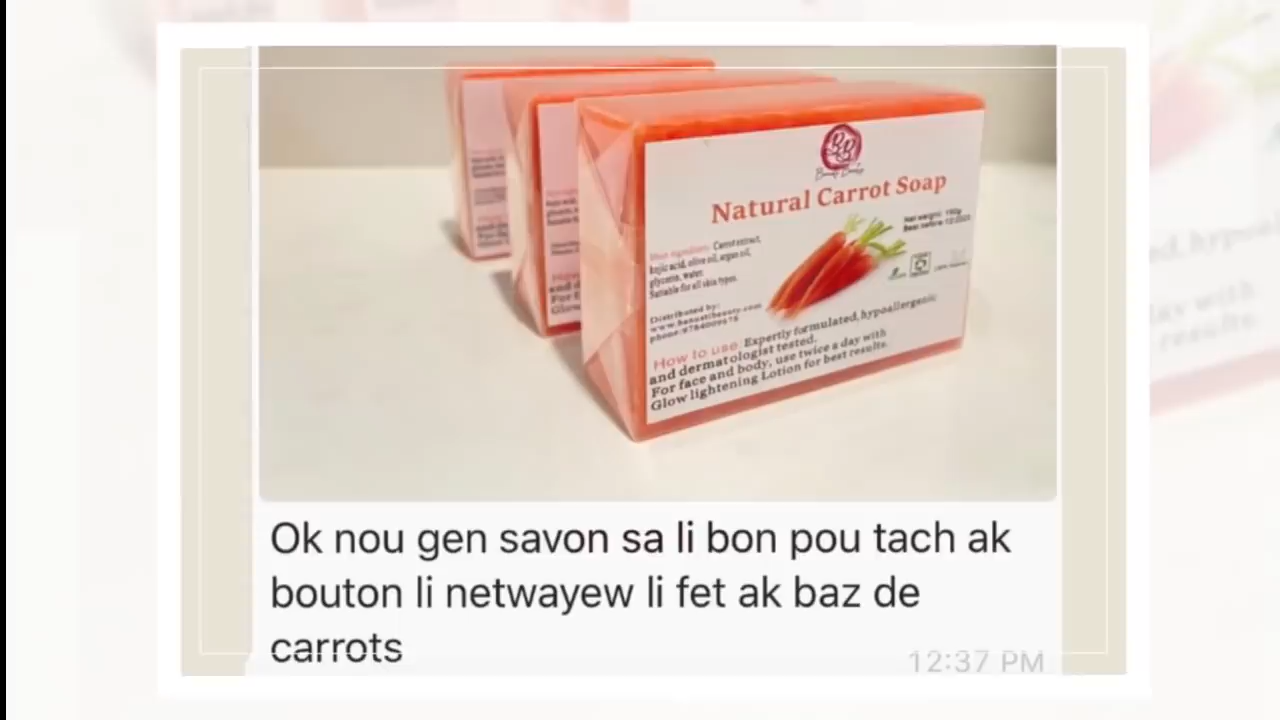 Natural Carrot Soap
Net weight: 150g
Carrot extract,
kojic acid, olive oil, argan oil,
glycerin, water.
Suitable for all skin types.
Distributed by:
How to use Expertly formulated, hypoallergenic
and dermatologist tested.
For face and body, use twice a day with
Glow lightening Lotion for best results.
Ok nou gen savon sa li bon pou tach ak
bouton li netwayew li fet ak baz de
carrots
12:37 PM